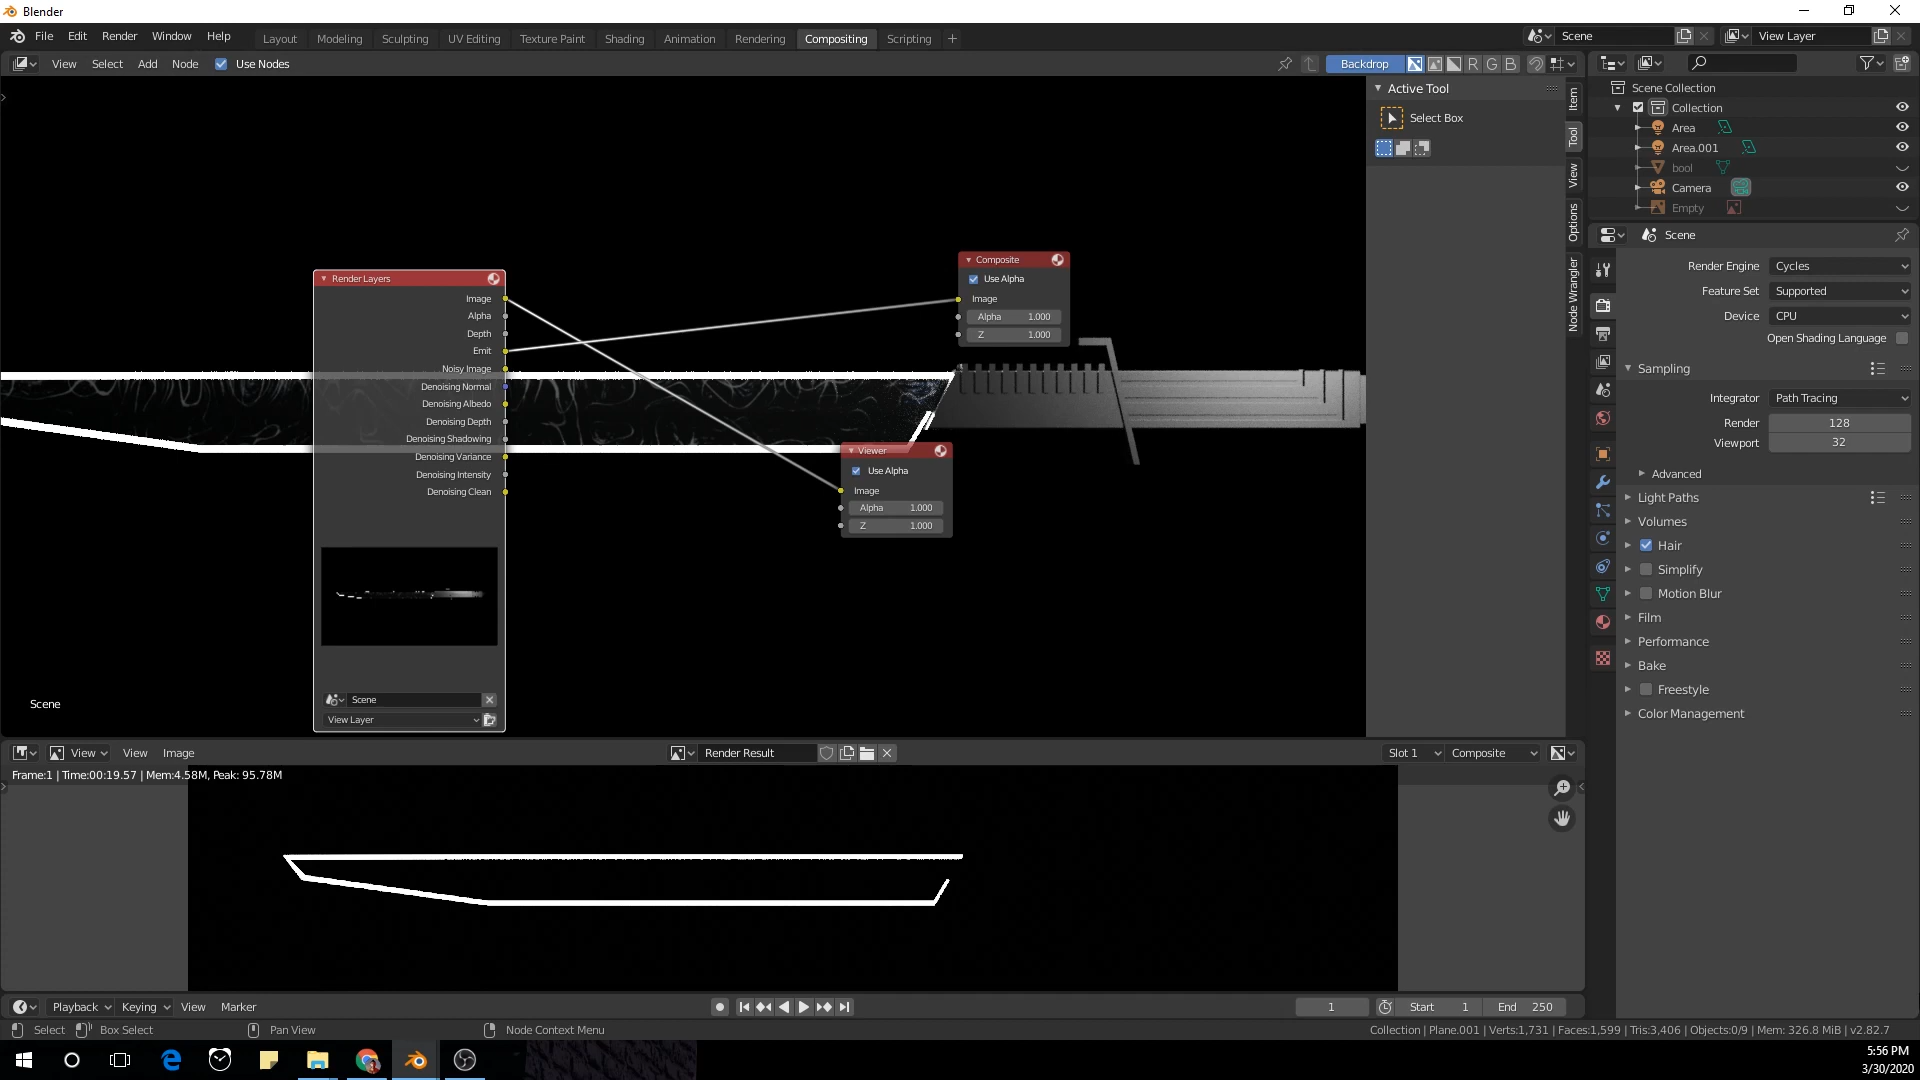 Blender
File Edit Render Window Help Layout Modeling Sculpting UV Editing Texture Paint Shading Animation Rendering Compositing Scripting + Scene View Layer
View Select Add Node Use Nodes Backdrop R G B
Active Tool
Select Box
Item
Tool
View
Options
Node Wrangler
Scene Collection
Collection
Area
Area.001
bool
Camera
Empty
Scene
Render Engine Cycles
Feature Set Supported
Device CPU
Open Shading Language
Sampling
Integrator Path Tracing
Render 128
Viewport 32
Advanced
Light Paths
Volumes
Hair
Simplify
Motion Blur
Film
Performance
Bake
Freestyle
Color Management
Render Layers
Image
Alpha
Depth
Emit
Noisy Image
Denoising Normal
Denoising Albedo
Denoising Depth
Denoising Shadowing
Denoising Variance
Denoising Intensity
Denoising Clean
Scene
View Layer
Composite
Use Alpha
Image
Alpha 1.000
Z 1.000
Viewer
Use Alpha
Image
Alpha 1.000
Z 1.000
Scene
View View Image Render Result Slot 1 Composite
Frame:1 | Time:00:19.57 | Mem:4.58M, Peak: 95.78M
Playback Keying View Marker 1 Start 1 End 250
Select Box Select Pan View Node Context Menu Collection | Plane.001 | Verts:1,731 | Faces:1,599 | Tris:3,406 | Objects:0/9 | Mem: 326.8 MiB | v2.82.7
5:56 PM
3/30/2020